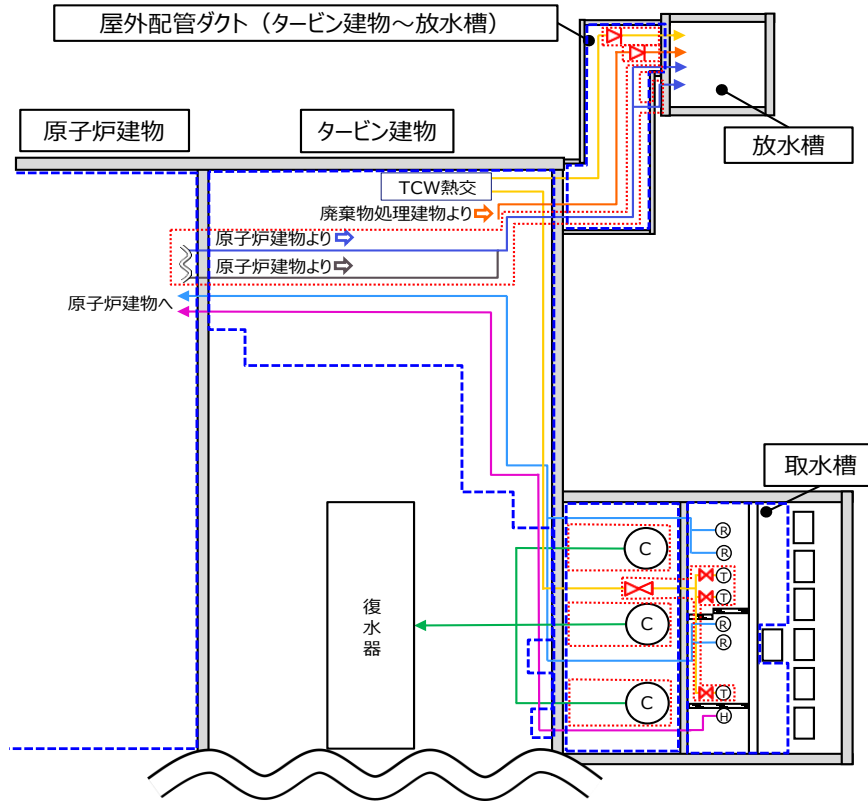 屋外配管ダクト（タービン建物～放水槽）
原子炉建物
タービン建物
放水槽
TCW熱交
廃棄物処理建物より
原子炉建物より
原子炉建物より
原子炉建物へ
取水槽
R
C
R
T
T
復水器
C
R
R
C
T
H